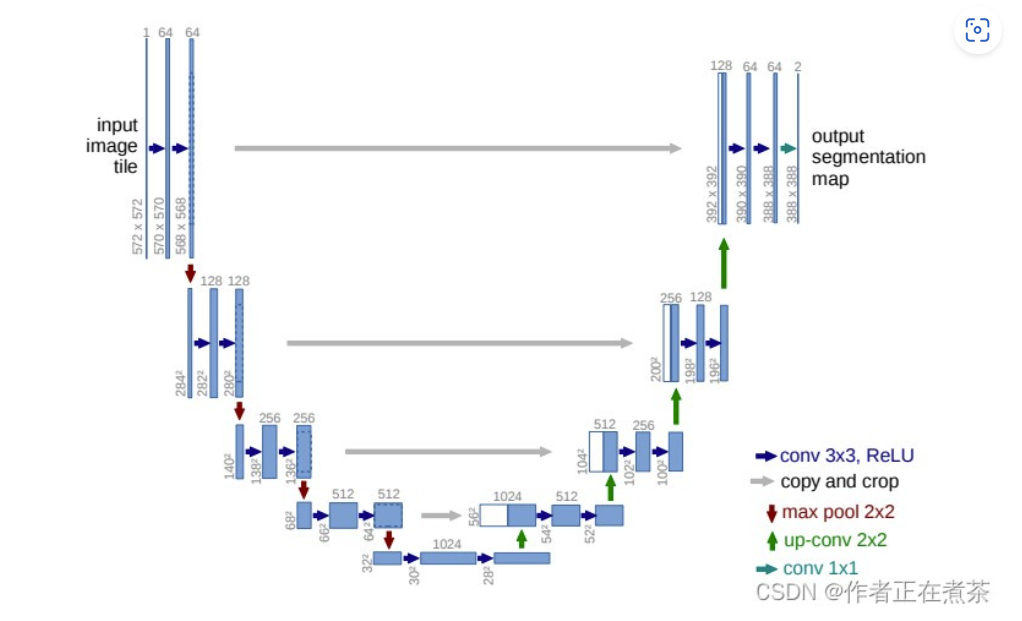 1 64 64
input
image
tile
572 x 572
570 x 570
568 x 568
128 64 64 2
output
segmentation
map
392 x 392
390 x 390
388 x 388
388 x 388
128 128
284²
282²
280²
256 128
200²
198²
196²
256 256
140²
138²
136²
512 256
104²
102²
100²
512 512
68²
66²
64²
1024 512
56²
54²
52²
1024
32²
30²
28²
conv 3x3, ReLU
copy and crop
max pool 2x2
up-conv 2x2
conv 1x1
CSDN @作者正在煮茶